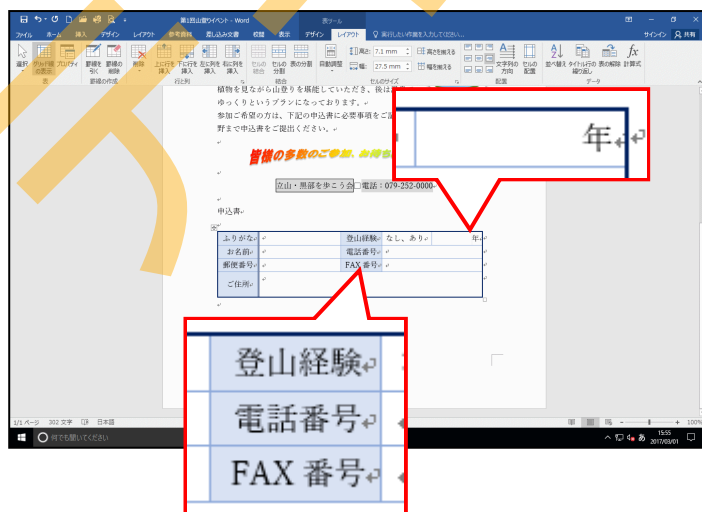 第1回山登りイベント - Word
表ツール
ファイル ホーム 挿入 デザイン レイアウト 参考資料 差し込み文書 校閲 表示 デザイン レイアウト 実行したい作業を入力してください... サインイン 共有
選択 グリッド線の表示 プロパティ 罫線を引く 罫線の削除 削除 上に行を挿入 下に行を挿入 左に列を挿入 右に列を挿入 セルの結合 セルの分割 表の分割 自動調整 高さ: 7.1 mm 高さを揃える 幅: 27.5 mm 幅を揃える 文字列の方向 セルの配置 並べ替え タイトル行の繰り返し 表の解除 計算式
表 罫線の作成 行と列 結合 セルのサイズ 配置 データ
植物を見ながら山登りを堪能していただき、後は
ゆっくりというプランになっております。
参加ご希望の方は、下記の申込書に必要事項をご
野まで申込書をご提出ください。
皆様の多数のご参加、お待ち
立山・黒部を歩こう会□電話：079-252-0000
申込書
ふりがな 登山経験 なし、あり 年
お名前 電話番号
郵便番号 FAX 番号
ご住所
年
登山経験
電話番号
FAX 番号
1/1 ページ 302 文字 日本語 100%
何でも聞いてください
あ 15:55
2017/03/01